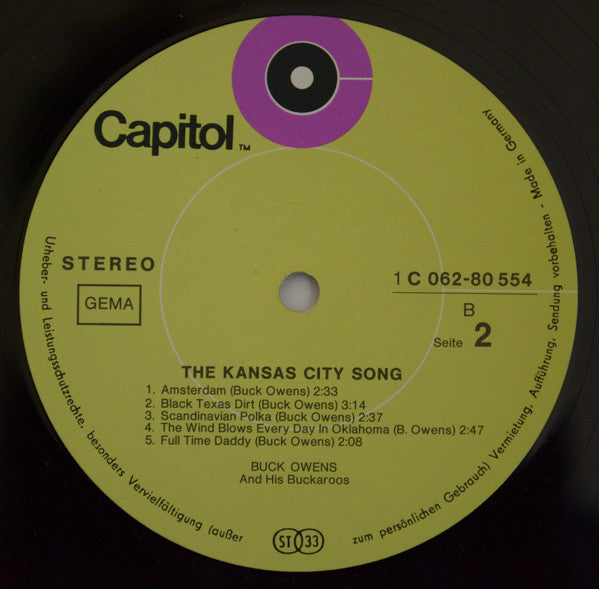 Capitol™
STEREO
GEMA
1 C 062-80 554
B
Seite 2
THE KANSAS CITY SONG
1. Amsterdam (Buck Owens) 2:33
2. Black Texas Dirt (Buck Owens) 3:14
3. Scandinavian Polka (Buck Owens) 2:37
4. The Wind Blows Every Day In Oklahoma (B. Owens) 2:47
5. Full Time Daddy (Buck Owens) 2:08
BUCK OWENS
And His Buckaroos
Urheber- und Leistungsschutzrechte, besonders Vervielfältigung (außer zum persönlichen Gebrauch) Vermietung, Aufführung, Sendung vorbehalten - Made in Germany
ST 33